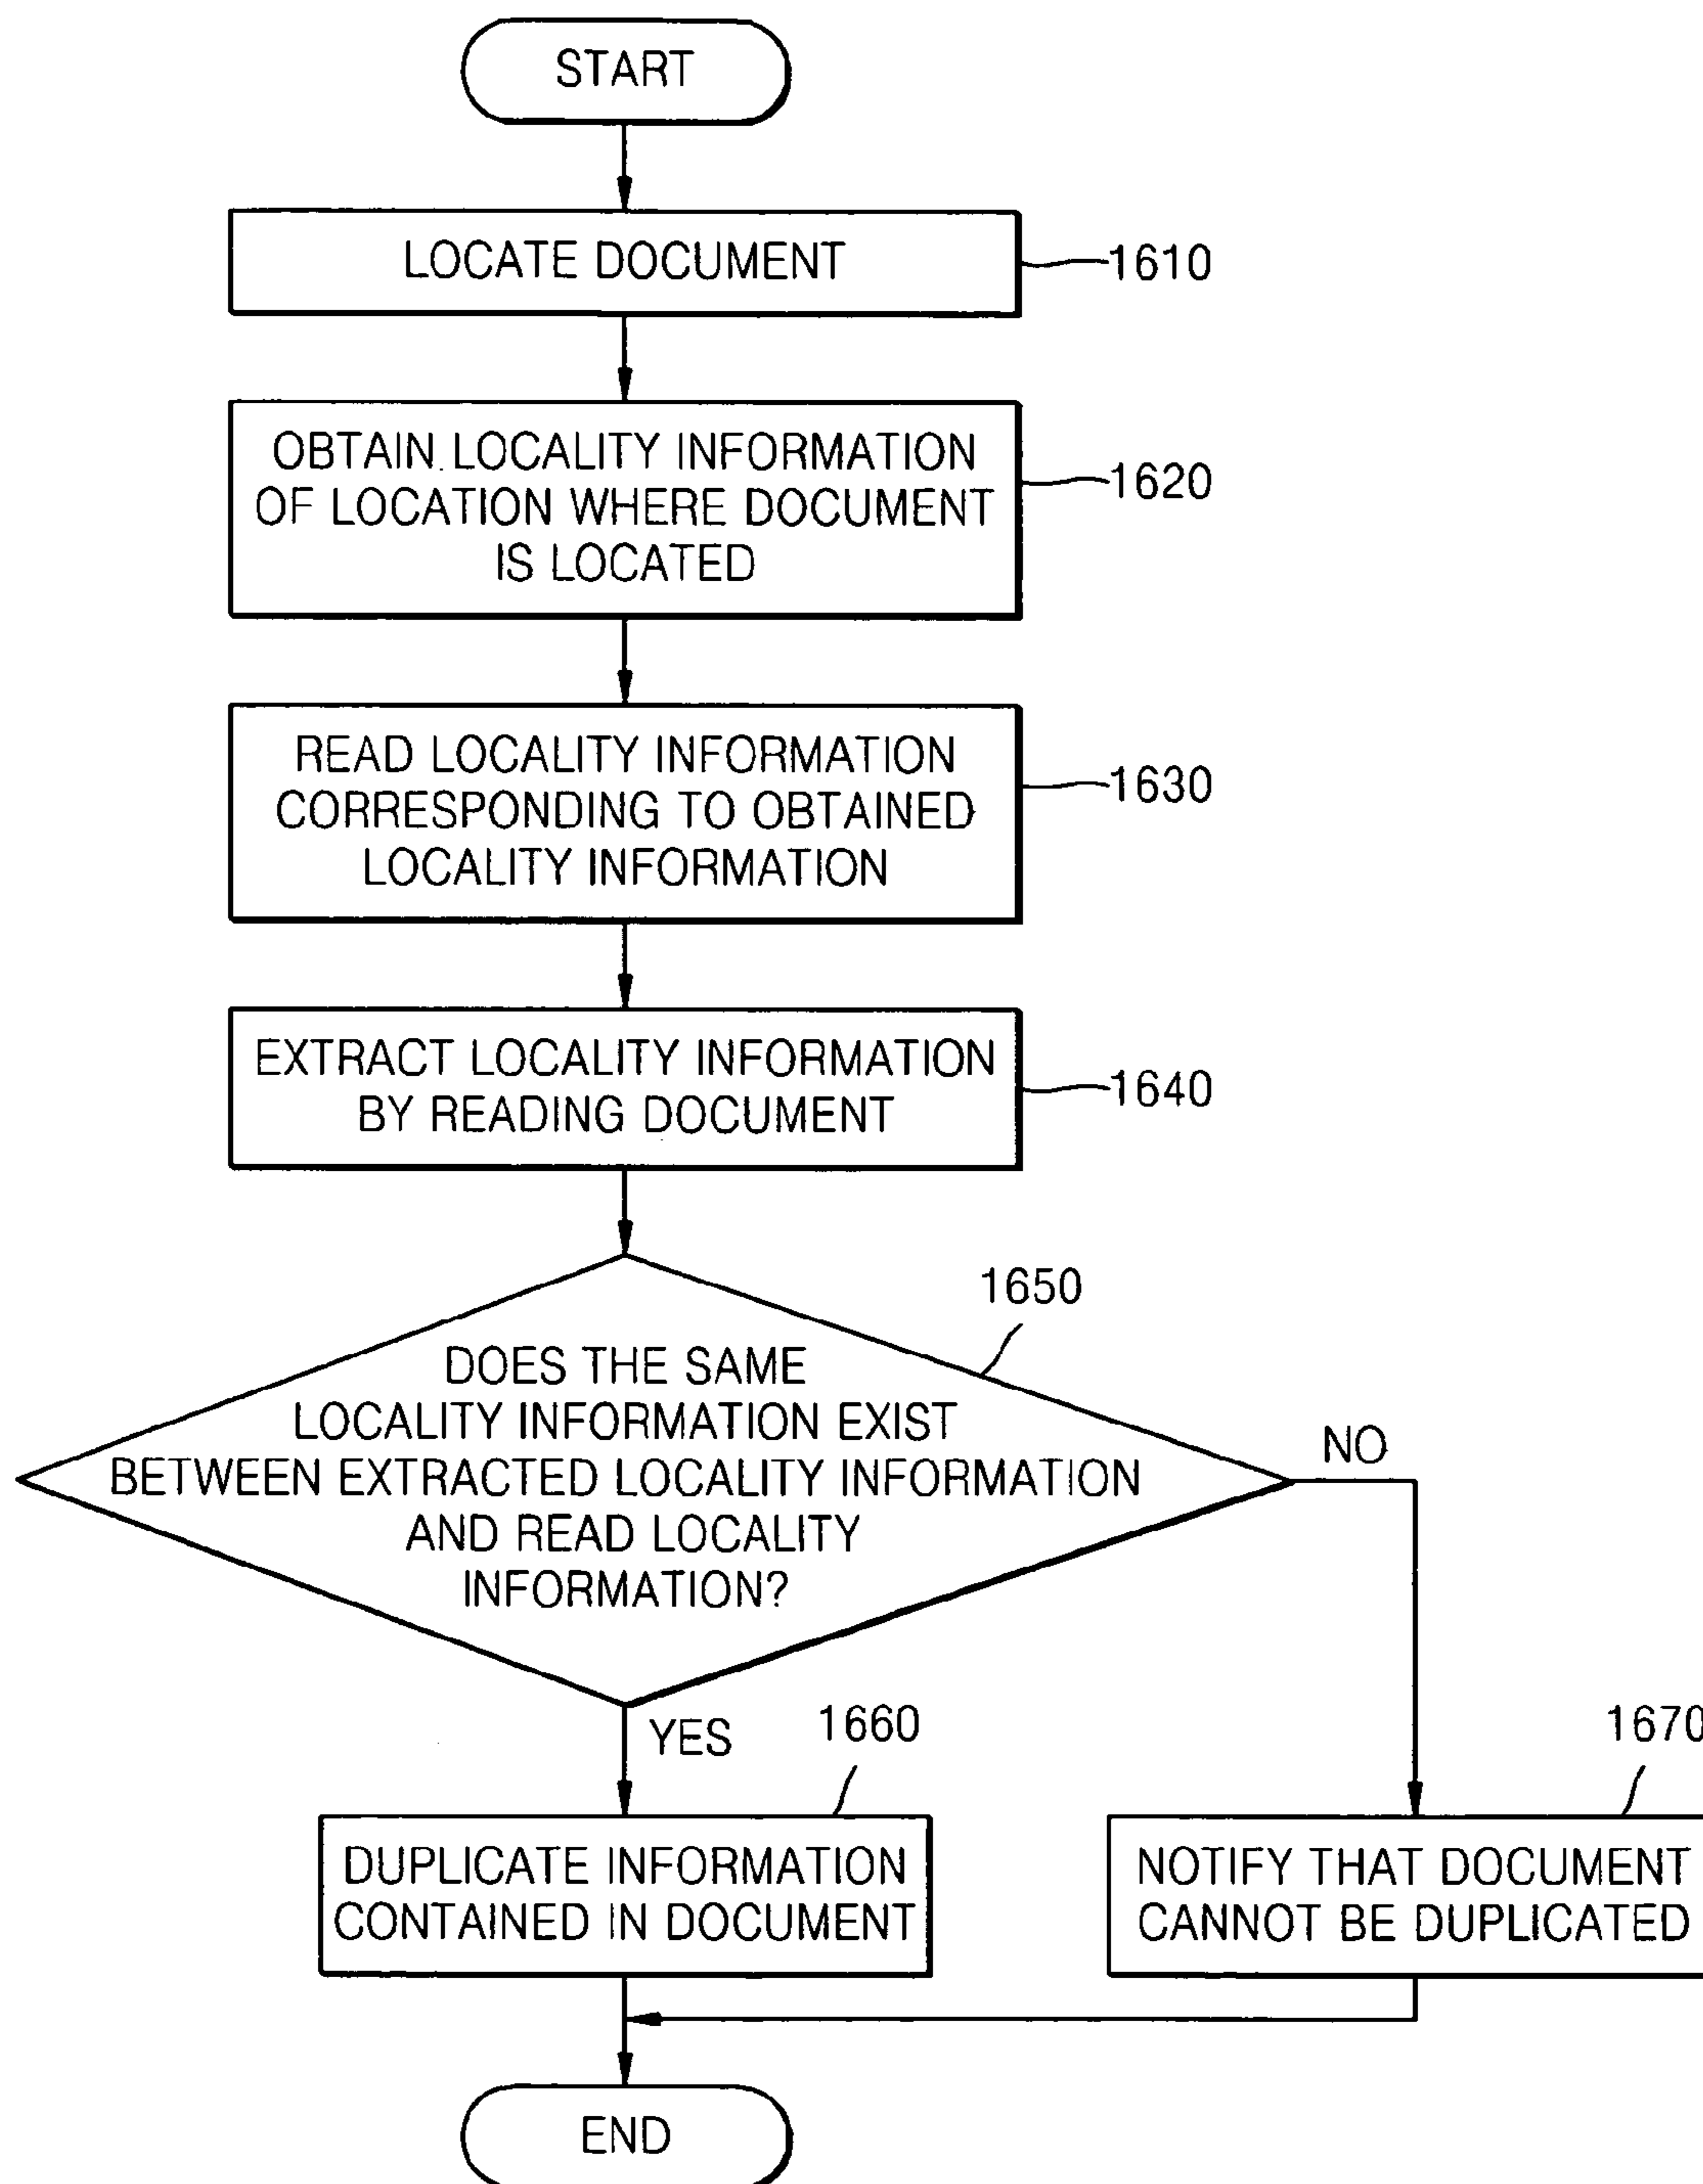 START
LOCATE DOCUMENT
1610
OBTAIN LOCALITY INFORMATION
OF LOCATION WHERE DOCUMENT
IS LOCATED
1620
READ LOCALITY INFORMATION
CORRESPONDING TO OBTAINED
LOCALITY INFORMATION
1630
EXTRACT LOCALITY INFORMATION
BY READING DOCUMENT
1640
1650
DOES THE SAME
LOCALITY INFORMATION EXIST
BETWEEN EXTRACTED LOCALITY INFORMATION
AND READ LOCALITY
INFORMATION?
NO
YES
1660
1670
DUPLICATE INFORMATION
CONTAINED IN DOCUMENT
NOTIFY THAT DOCUMENT
CANNOT BE DUPLICATED
END